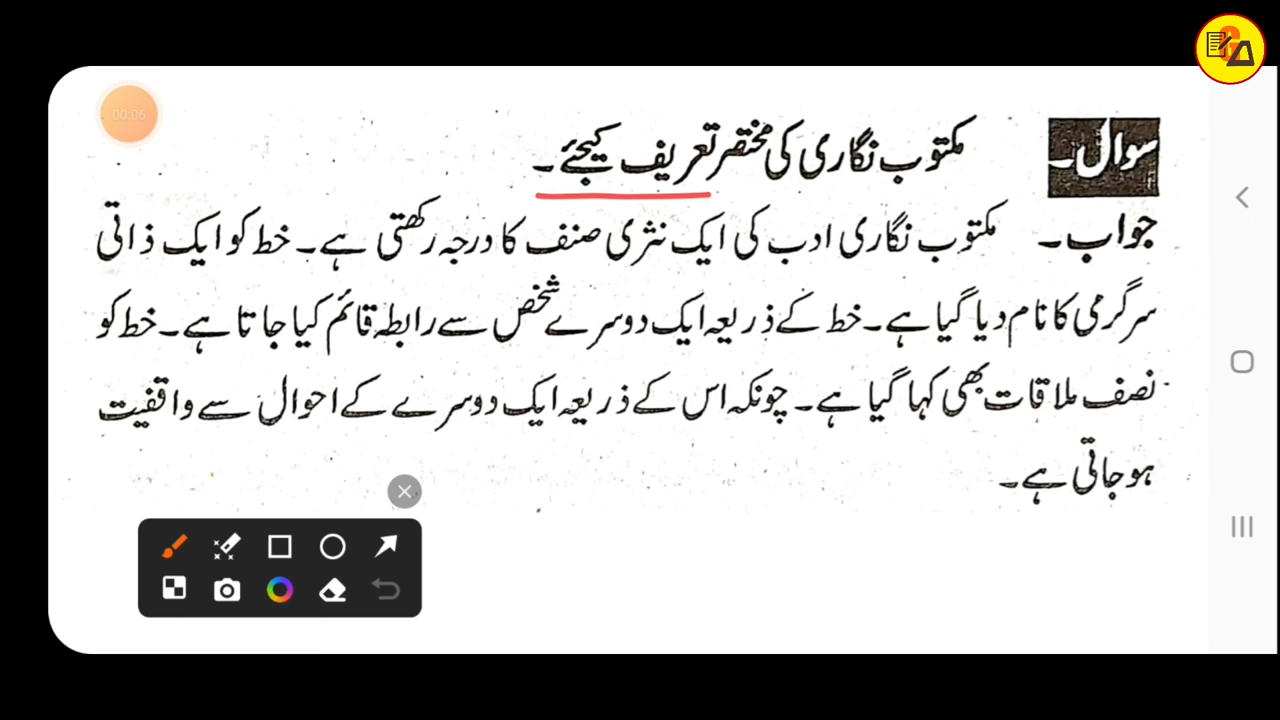 00:06
سوال۔ مکتوب نگاری کی مختصر تعریف کیجئے۔
جواب۔ مکتوب نگاری ادب کی ایک نثری صنف کا درجہ رکھتی ہے۔ خط کو ایک ذاتی
سرگرمی کا نام دیا گیا ہے۔ خط کے ذریعہ ایک دوسرے شخص سے رابطہ قائم کیا جاتا ہے۔ خط کو
نصف ملاقات بھی کہا گیا ہے۔ چونکہ اس کے ذریعہ ایک دوسرے کے احوال سے واقفیت
ہو جاتی ہے۔